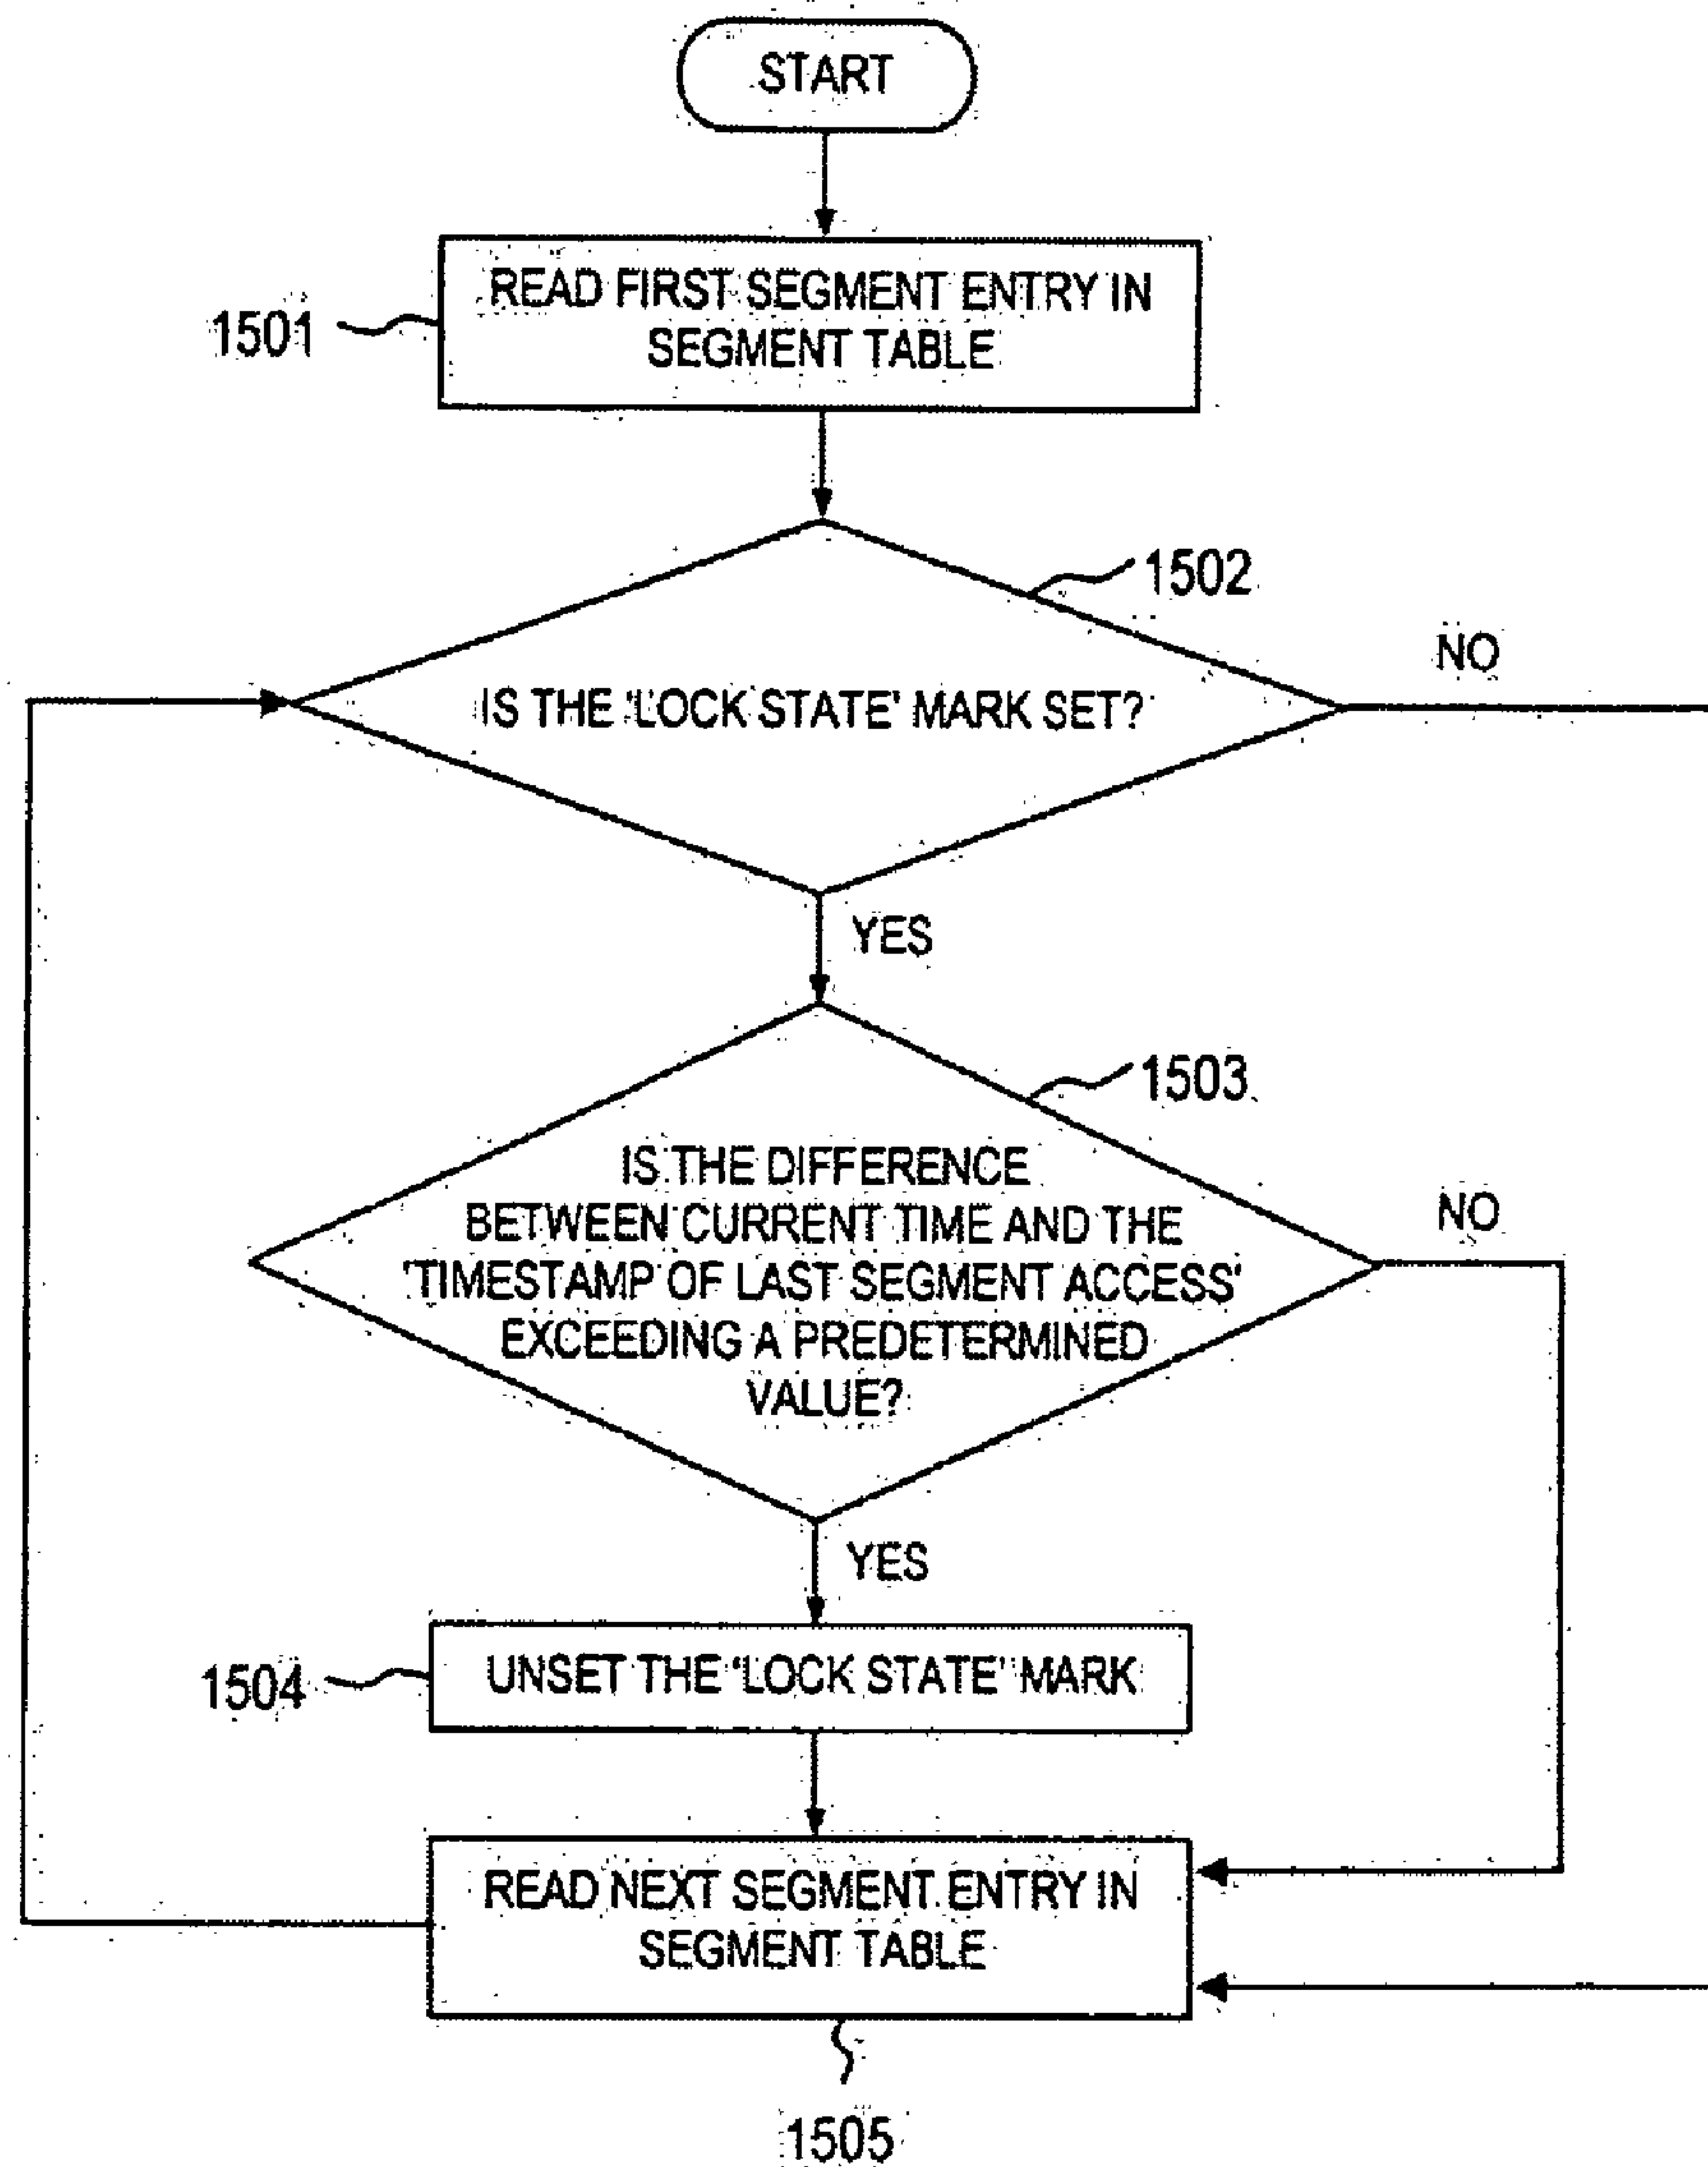 START
READ FIRST SEGMENT ENTRY IN
SEGMENT TABLE
1501
1502
IS THE 'LOCK STATE' MARK SET?
NO
YES
1503
IS THE DIFFERENCE
BETWEEN CURRENT TIME AND THE
'TIMESTAMP OF LAST SEGMENT ACCESS'
EXCEEDING A PREDETERMINED
VALUE?
NO
YES
1504
UNSET THE 'LOCK STATE' MARK
READ NEXT SEGMENT ENTRY IN
SEGMENT TABLE
1505